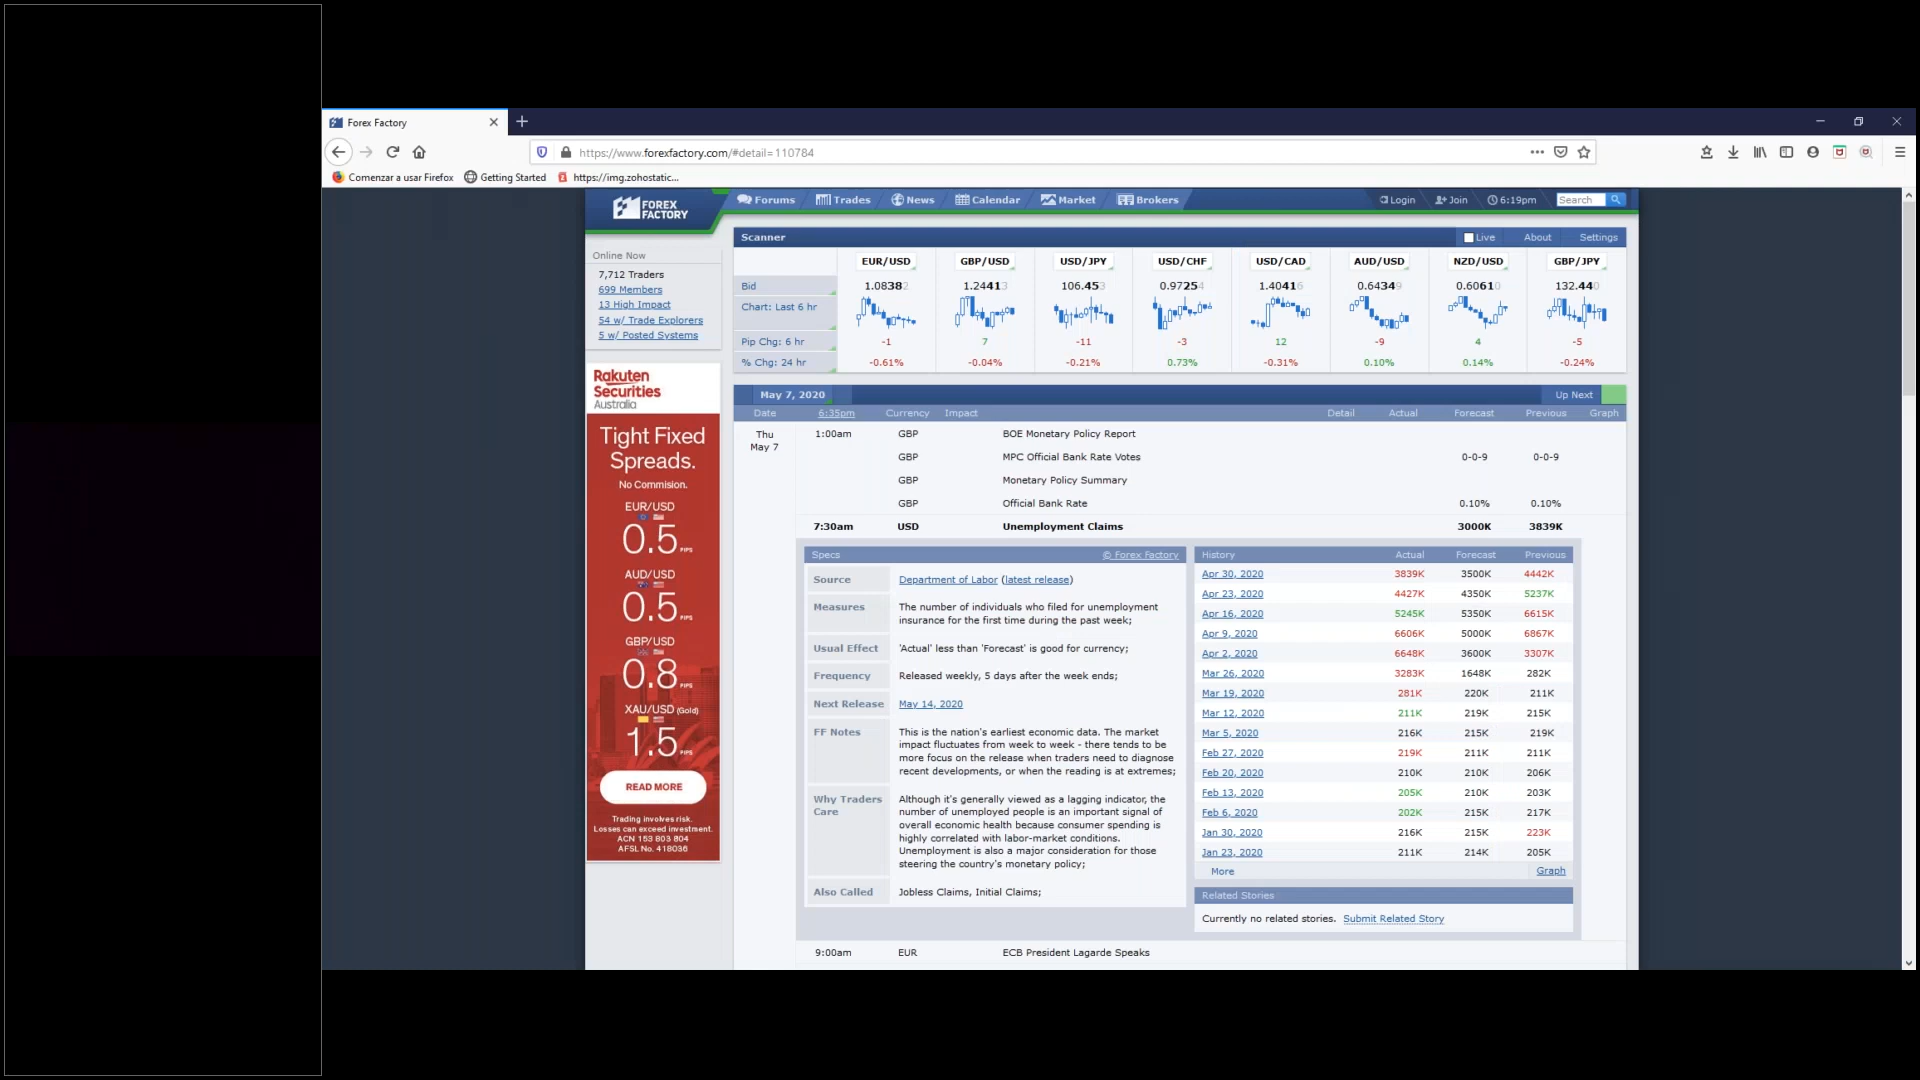 Forex Factory
https://www.forexfactory.com/#detail=110784
Comenzar a usar Firefox Getting Started https://img.zohostatic...
FOREX FACTORY
Forums Trades News Calendar Market Brokers Login Join 6:19pm Search
Online Now
7,712 Traders
699 Members
13 High Impact
54 w/ Trade Explorers
5 w/ Posted Systems
Rakuten
Securities
Australia
Tight Fixed
Spreads.
No Commision.
EUR/USD
0.5 PIPS
AUD/USD
0.5 PIPS
GBP/USD
0.8 PIPS
XAU/USD (Gold)
1.5 PIPS
READ MORE
Trading involves risk.
Losses can exceed investment.
ACN 153 803 804
AFSL No. 418036
Scanner Live About Settings
EUR/USD GBP/USD USD/JPY USD/CHF USD/CAD AUD/USD NZD/USD GBP/JPY
Bid 1.08382 1.24413 106.453 0.97254 1.40416 0.64349 0.60610 132.440
Chart: Last 6 hr
Pip Chg: 6 hr -1 7 -11 -3 12 -9 4 -5
% Chg: 24 hr -0.61% -0.04% -0.21% 0.73% -0.31% 0.10% 0.14% -0.24%
May 7, 2020 Up Next
Date 6:35pm Currency Impact Detail Actual Forecast Previous Graph
Thu May 7 1:00am GBP BOE Monetary Policy Report
GBP MPC Official Bank Rate Votes 0-0-9 0-0-9
GBP Monetary Policy Summary
GBP Official Bank Rate 0.10% 0.10%
7:30am USD Unemployment Claims 3000K 3839K
Specs © Forex Factory
Source Department of Labor (latest release)
Measures The number of individuals who filed for unemployment
insurance for the first time during the past week;
Usual Effect 'Actual' less than 'Forecast' is good for currency;
Frequency Released weekly, 5 days after the week ends;
Next Release May 14, 2020
FF Notes This is the nation's earliest economic data. The market
impact fluctuates from week to week - there tends to be
more focus on the release when traders need to diagnose
recent developments, or when the reading is at extremes;
Why Traders Care Although it's generally viewed as a lagging indicator, the
number of unemployed people is an important signal of
overall economic health because consumer spending is
highly correlated with labor-market conditions.
Unemployment is also a major consideration for those
steering the country's monetary policy;
Also Called Jobless Claims, Initial Claims;
History Actual Forecast Previous
Apr 30, 2020 3839K 3500K 4442K
Apr 23, 2020 4427K 4350K 5237K
Apr 16, 2020 5245K 5350K 6615K
Apr 9, 2020 6606K 5000K 6867K
Apr 2, 2020 6648K 3600K 3307K
Mar 26, 2020 3283K 1648K 282K
Mar 19, 2020 281K 220K 211K
Mar 12, 2020 211K 219K 215K
Mar 5, 2020 216K 215K 219K
Feb 27, 2020 219K 211K 211K
Feb 20, 2020 210K 210K 206K
Feb 13, 2020 205K 210K 203K
Feb 6, 2020 202K 215K 217K
Jan 30, 2020 216K 215K 223K
Jan 23, 2020 211K 214K 205K
More Graph
Related Stories
Currently no related stories. Submit Related Story
9:00am EUR ECB President Lagarde Speaks